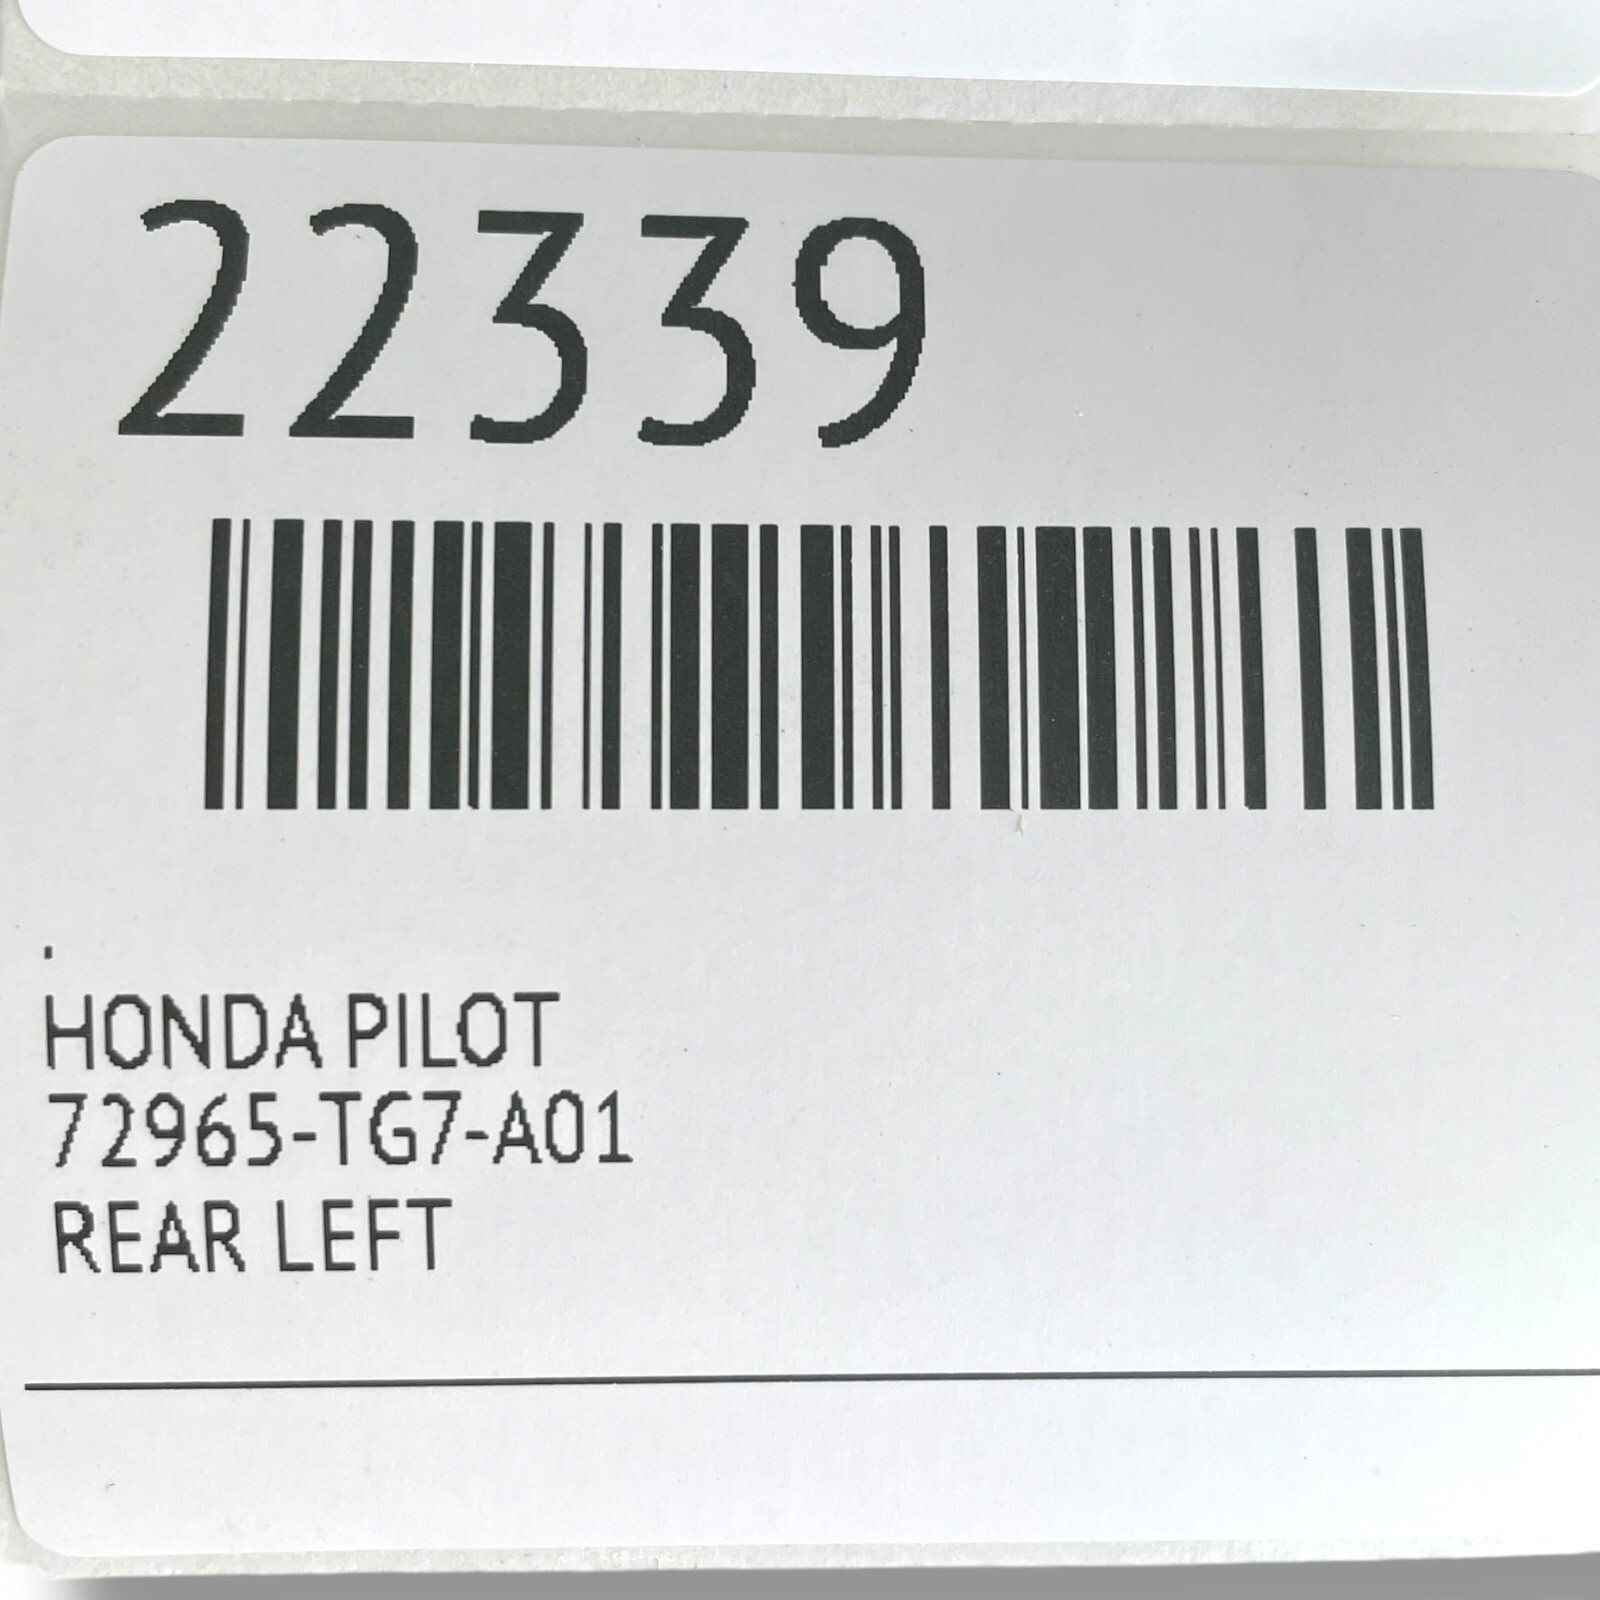 22339
.
HONDA PILOT
72965-TG7-A01
REAR LEFT